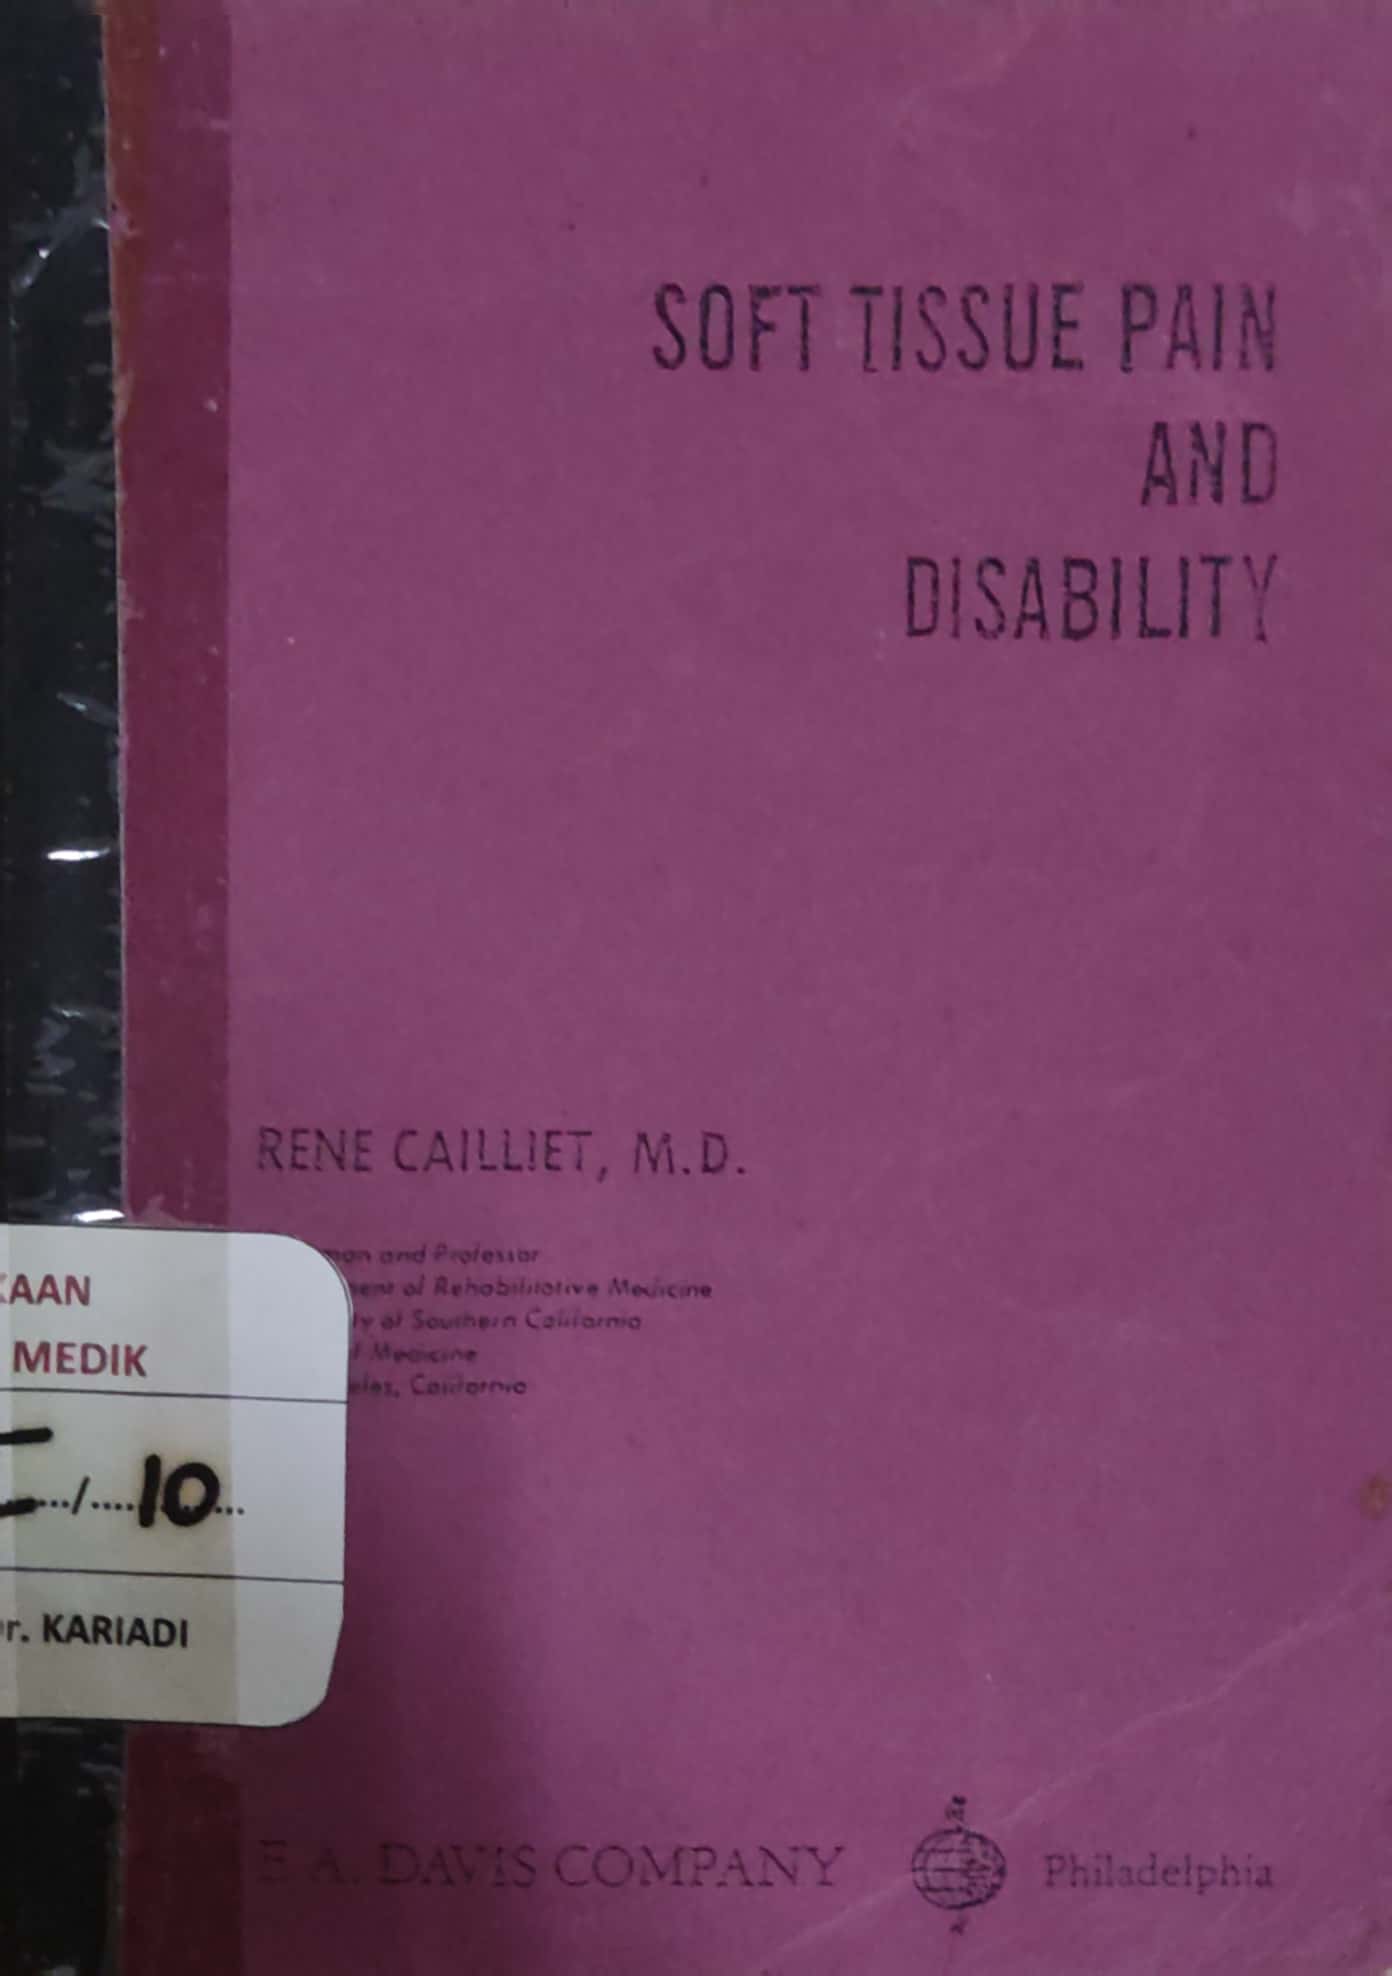 SOFT TISSUE PAIN
AND
DISABILITY
RENE CAILLIET, M.D.
and Professor
of Rehabilitative Medicine
of Southern California
Medicine
California
KAAN
MEDIK
/....10...
Dr. KARIADI
F. A. DAVIS COMPANY
Philadelphia